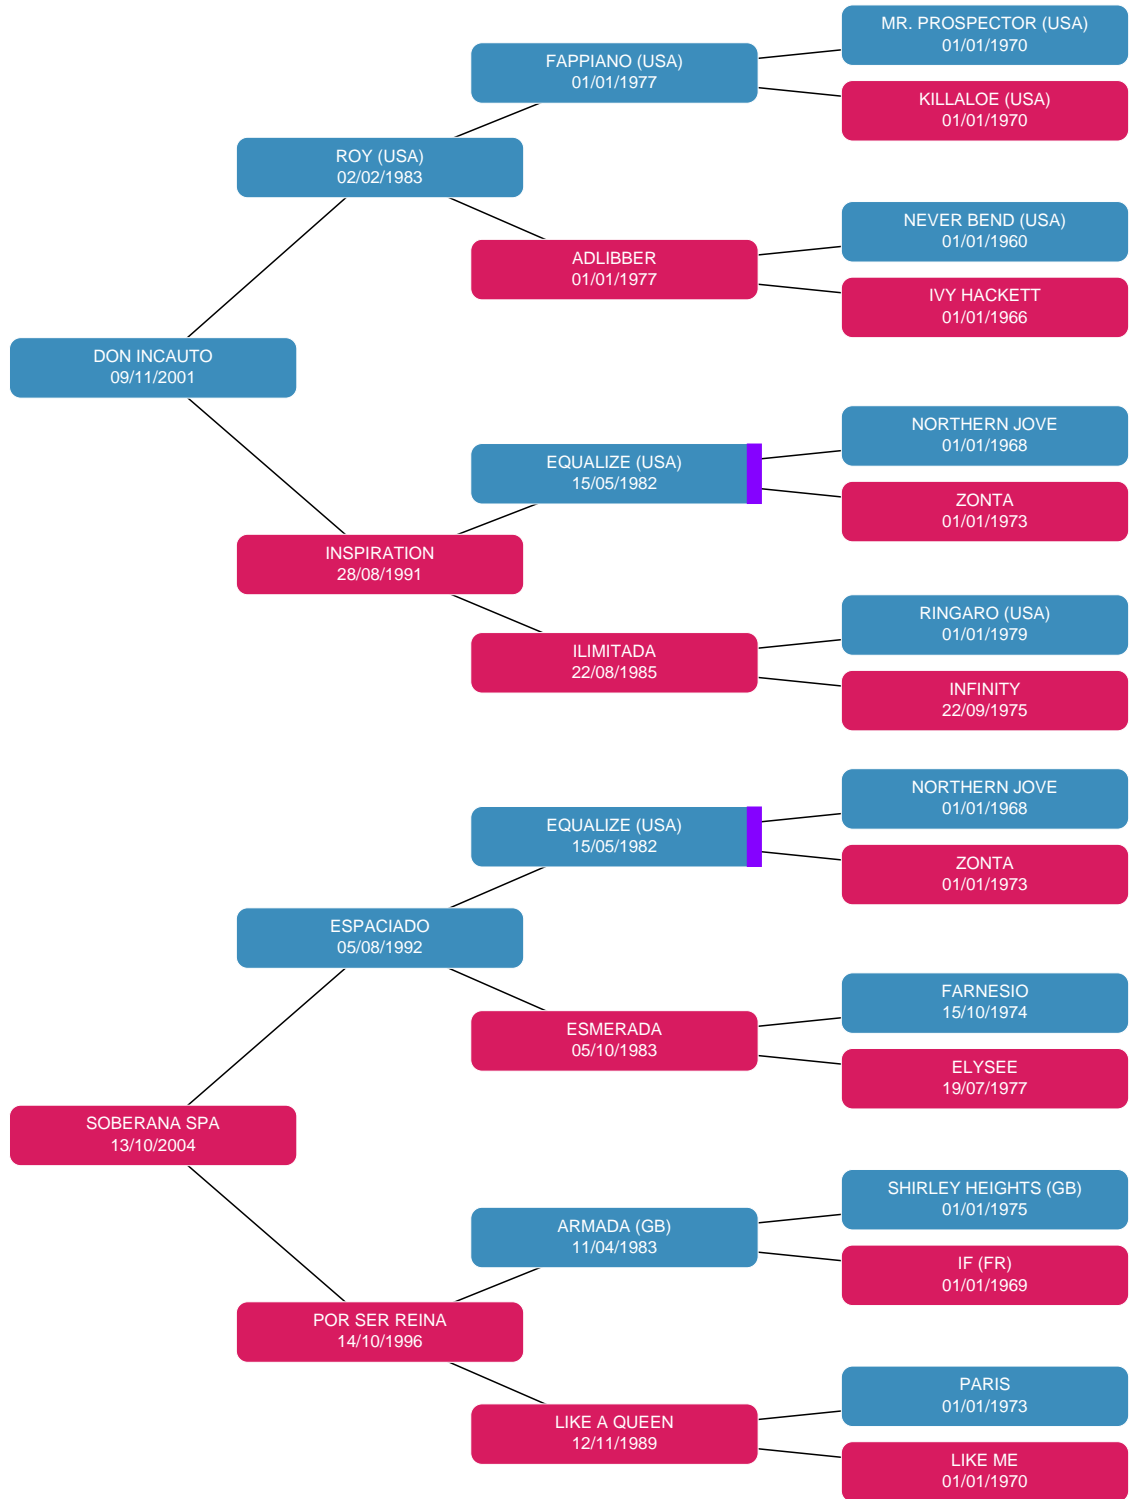 MR. PROSPECTOR (USA)
01/01/1970
FAPPIANO (USA)
01/01/1977
KILLALOE (USA)
01/01/1970
ROY (USA)
02/02/1983
NEVER BEND (USA)
01/01/1960
ADLIBBER
01/01/1977
IVY HACKETT
01/01/1966
DON INCAUTO
09/11/2001
NORTHERN JOVE
01/01/1968
EQUALIZE (USA)
15/05/1982
ZONTA
01/01/1973
INSPIRATION
28/08/1991
RINGARO (USA)
01/01/1979
ILIMITADA
22/08/1985
INFINITY
22/09/1975
NORTHERN JOVE
01/01/1968
EQUALIZE (USA)
15/05/1982
ZONTA
01/01/1973
ESPACIADO
05/08/1992
FARNESIO
15/10/1974
ESMERADA
05/10/1983
ELYSEE
19/07/1977
SOBERANA SPA
13/10/2004
SHIRLEY HEIGHTS (GB)
01/01/1975
ARMADA (GB)
11/04/1983
IF (FR)
01/01/1969
POR SER REINA
14/10/1996
PARIS
01/01/1973
LIKE A QUEEN
12/11/1989
LIKE ME
01/01/1970